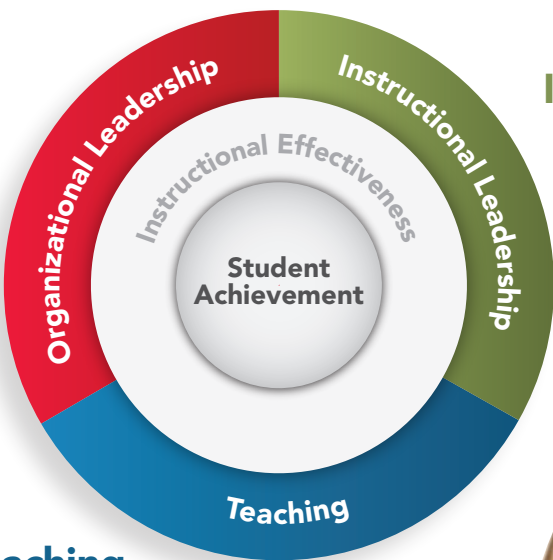 Organizational Leadership
Instructional Leadership
Instructional Effectiveness
Student
Achievement
Teaching